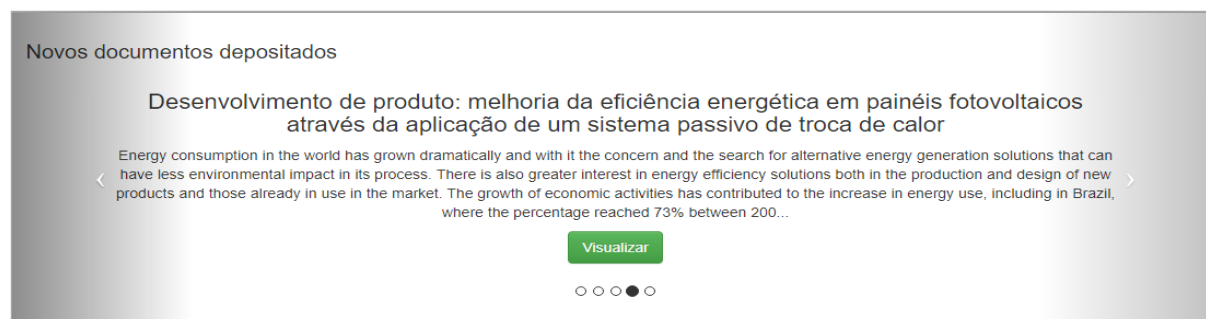 Novos documentos depositados
Desenvolvimento de produto: melhoria da eficiência energética em painéis fotovoltaicos
através da aplicação de um sistema passivo de troca de calor
Energy consumption in the world has grown dramatically and with it the concern and the search for alternative energy generation solutions that can
have less environmental impact in its process. There is also greater interest in energy efficiency solutions both in the production and design of new
products and those already in use in the market. The growth of economic activities has contributed to the increase in energy use, including in Brazil,
where the percentage reached 73% between 200...
Visualizar